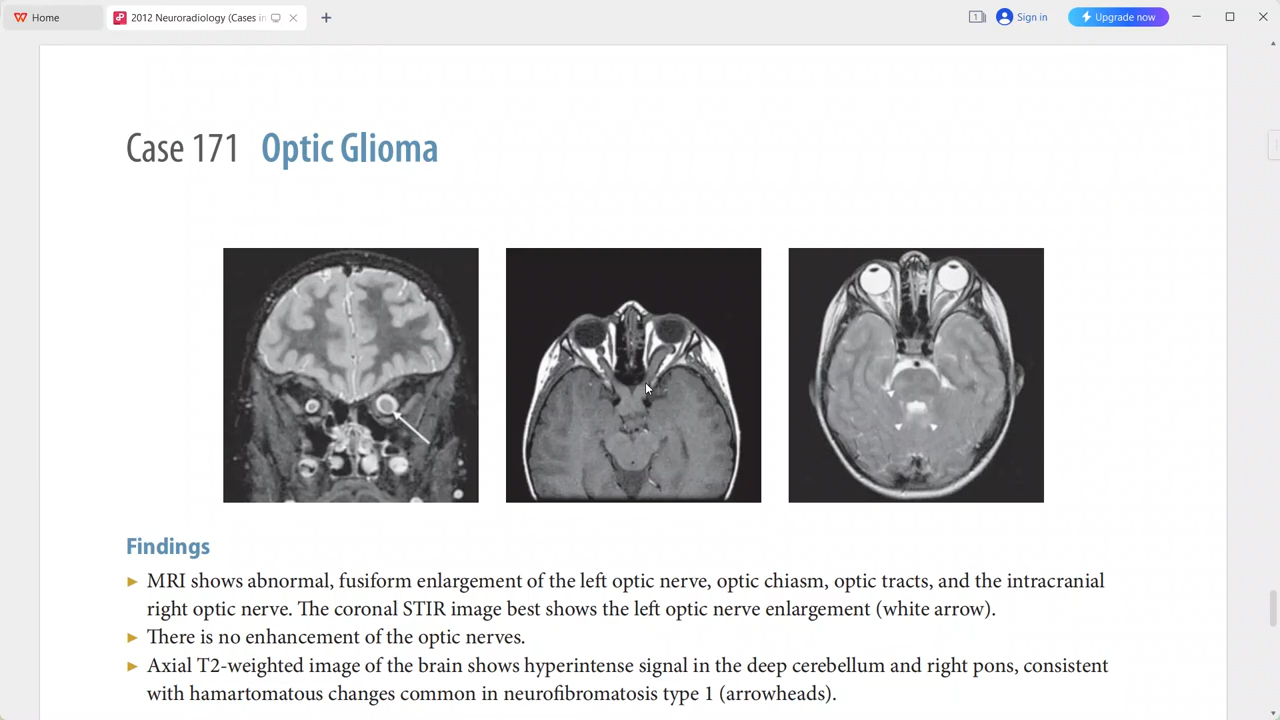 Home
2012 Neuroradiology (Cases in
1
Sign in
Upgrade now
Case 171 Optic Glioma
Findings
► MRI shows abnormal, fusiform enlargement of the left optic nerve, optic chiasm, optic tracts, and the intracranial
right optic nerve. The coronal STIR image best shows the left optic nerve enlargement (white arrow).
► There is no enhancement of the optic nerves.
► Axial T2-weighted image of the brain shows hyperintense signal in the deep cerebellum and right pons, consistent
with hamartomatous changes common in neurofibromatosis type 1 (arrowheads).